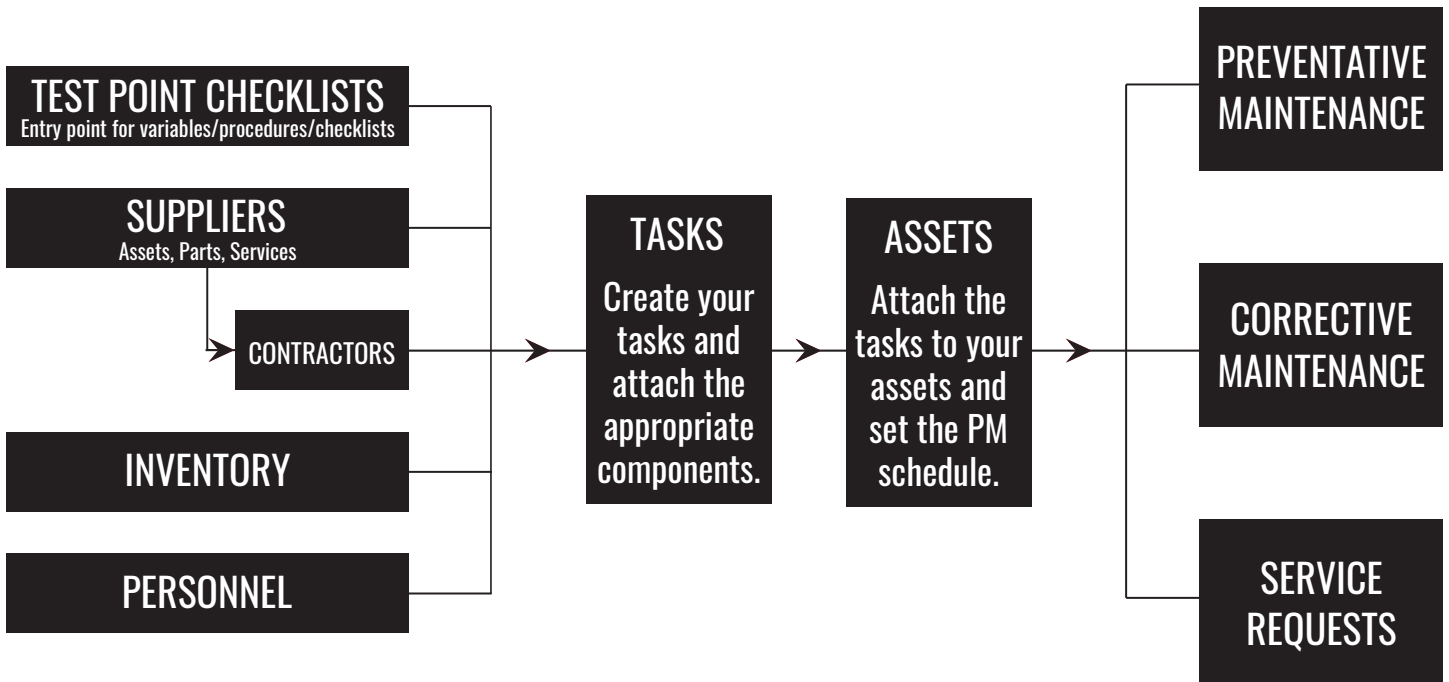 TEST POINT CHECKLISTS
Entry point for variables/procedures/checklists
SUPPLIERS
Assets, Parts, Services
CONTRACTORS
INVENTORY
PERSONNEL
TASKS
Create your
tasks and
attach the
appropriate
components.
ASSETS
Attach the
tasks to your
assets and
set the PM
schedule.
PREVENTATIVE
MAINTENANCE
CORRECTIVE
MAINTENANCE
SERVICE
REQUESTS